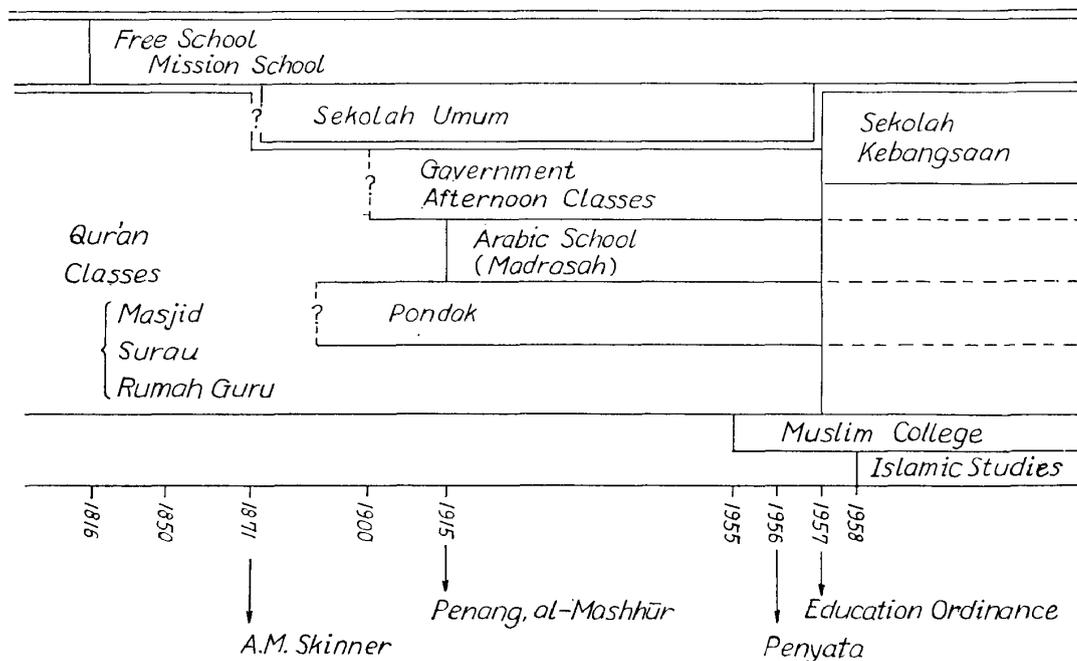 Free School
Mission School
? Sekolah Umum
Sekolah
Kebangsaan
? Government
Afternoon Classes
Qur'an
Classes
Arabic School
(Madrasah)
Masjid
Surau
Rumah Guru
? Pondak
Muslim College
Islamic Studies
1816
1850
1871
1900
1915
1955
1956
1957
1958
Penang, al-Mashhūr
Education Ordinance
A.M. Skinner
Penyata